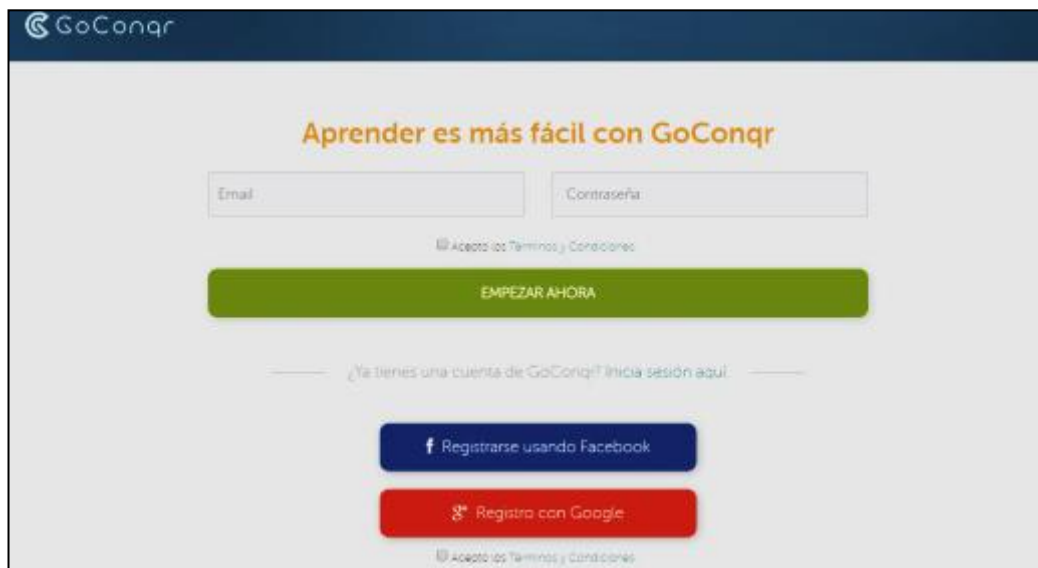 GoConqr
Aprender es más fácil con GoConqr
Email
Contraseña
Acepto los Términos y Condiciones
EMPEZAR AHORA
¿Ya tienes una cuenta de GoConqr? Inicia sesión aquí
f Registrarse usando Facebook
g+ Registro con Google
Acepto los Términos y Condiciones